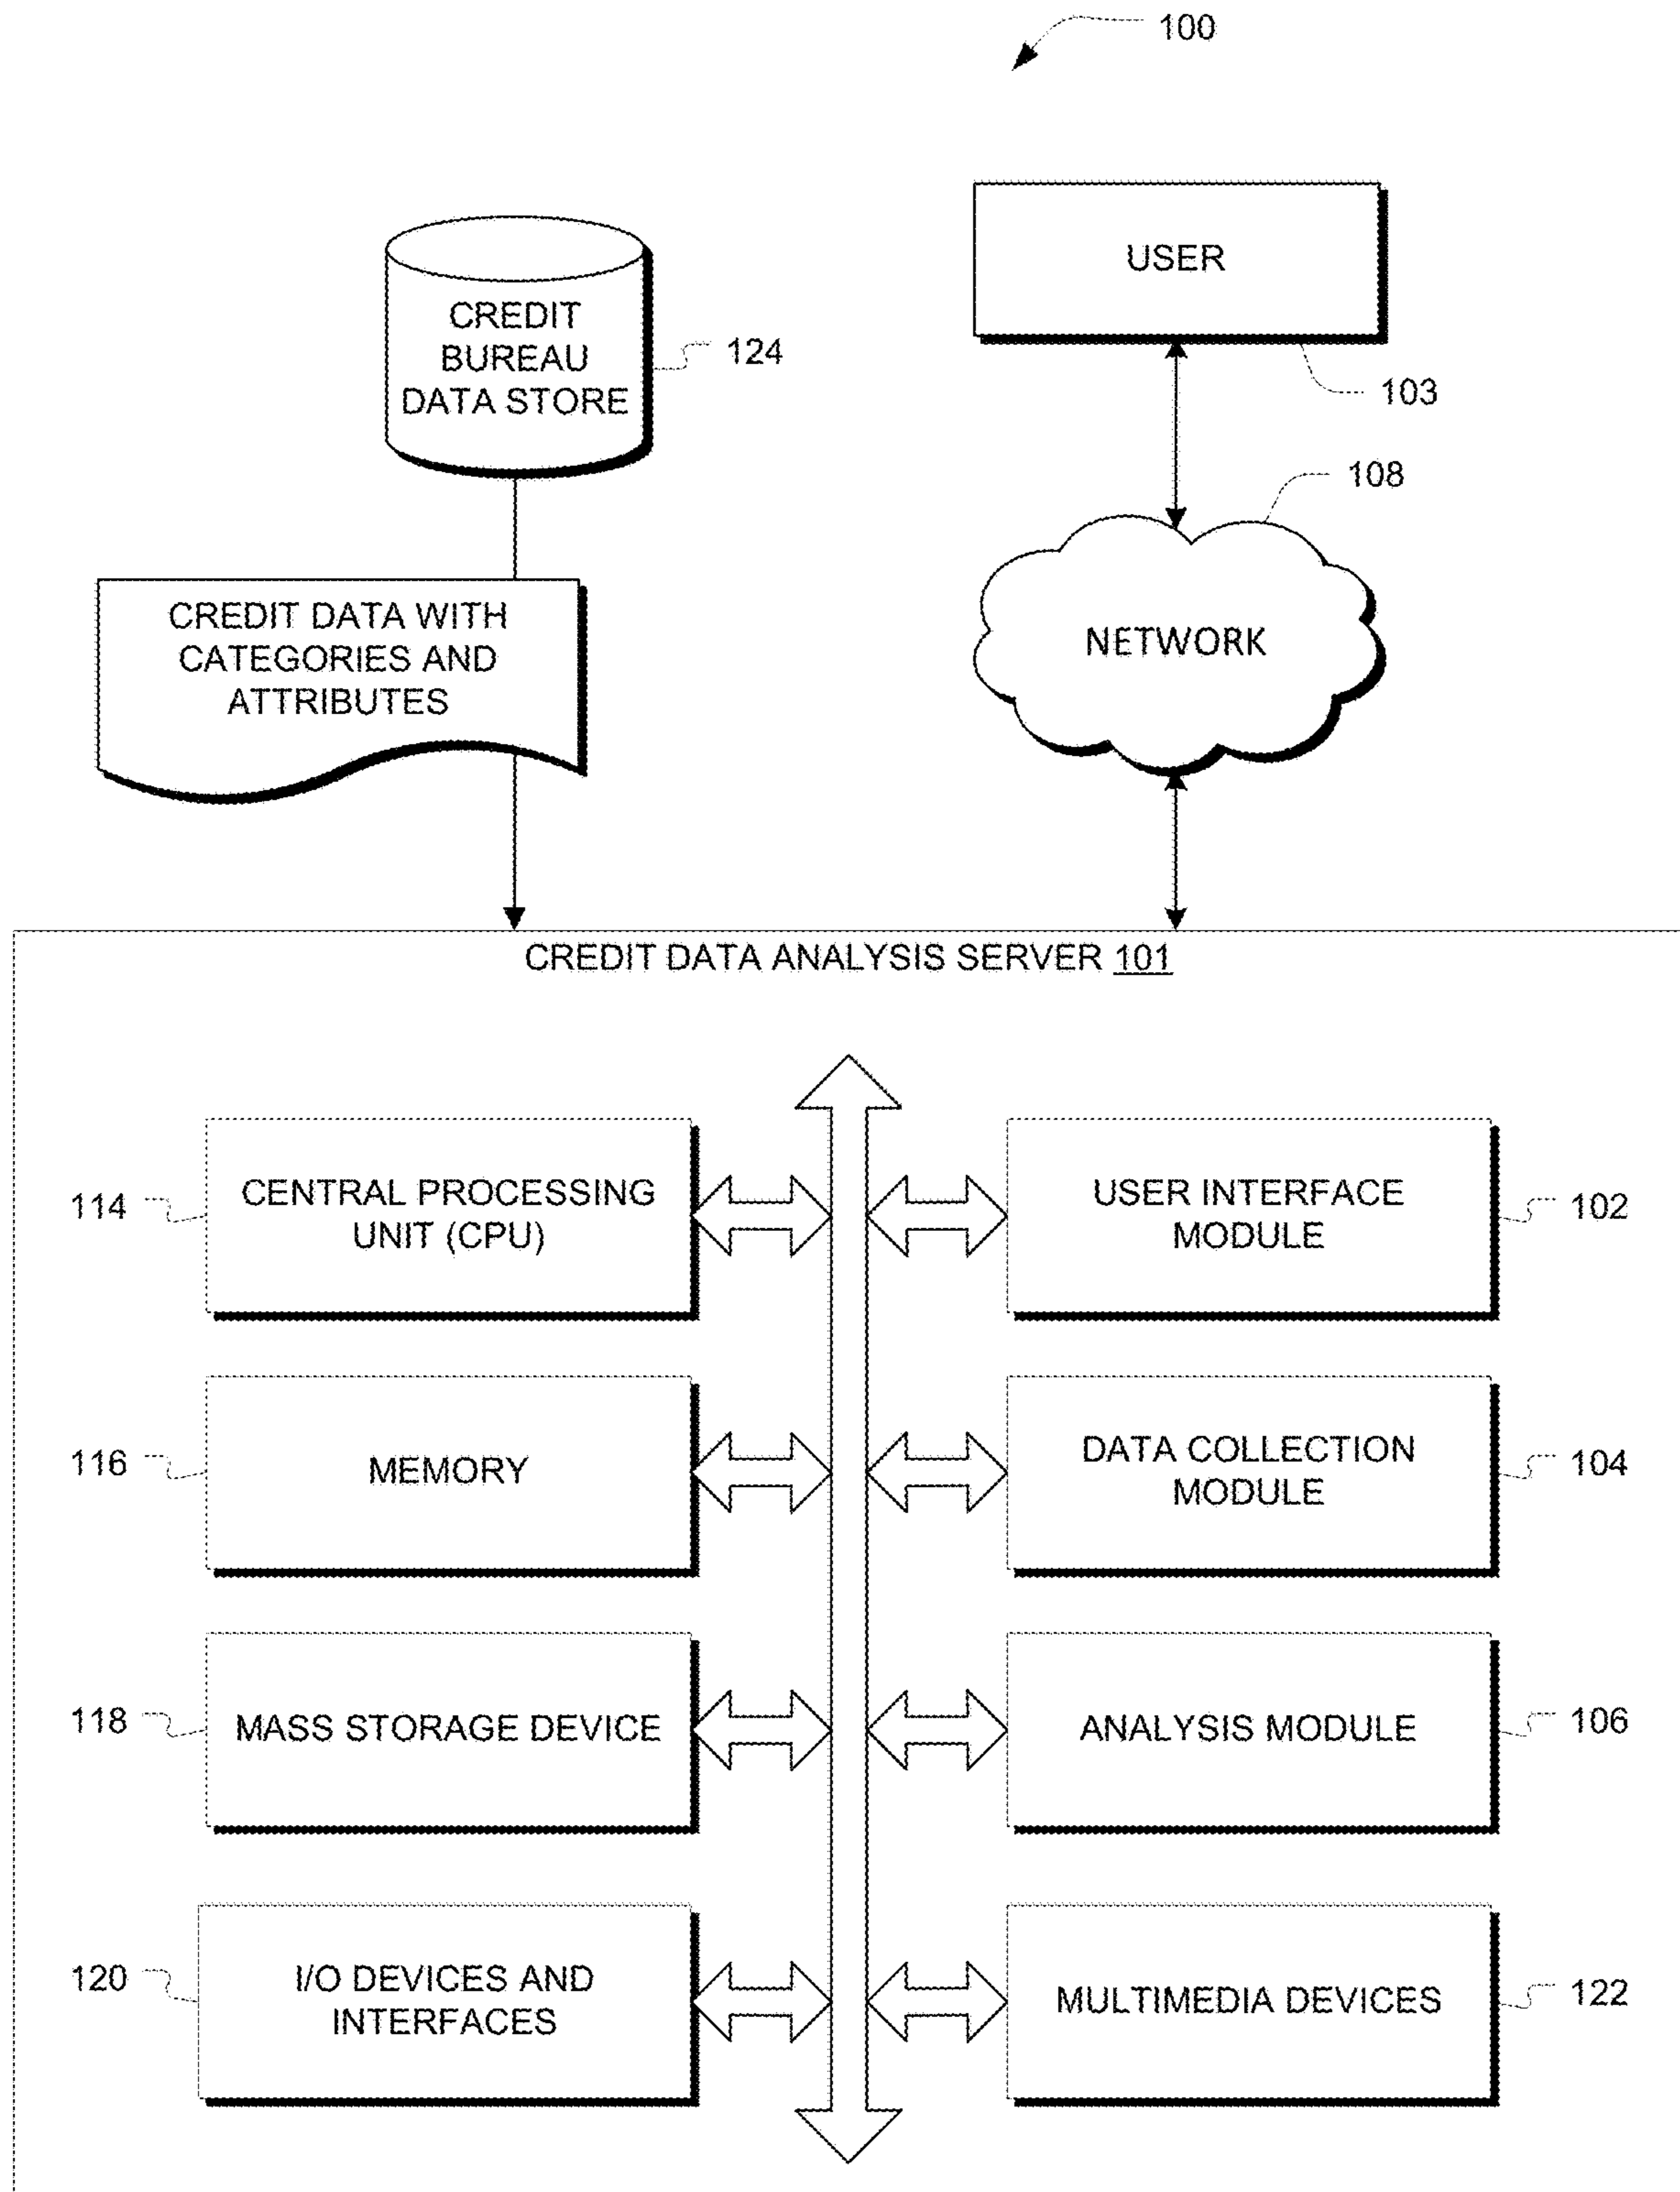 100
USER
103
CREDIT
BUREAU
DATA STORE
124
108
NETWORK
CREDIT DATA WITH
CATEGORIES AND
ATTRIBUTES
CREDIT DATA ANALYSIS SERVER 101
114
CENTRAL PROCESSING
UNIT (CPU)
USER INTERFACE
MODULE
102
116
MEMORY
DATA COLLECTION
MODULE
104
118
MASS STORAGE DEVICE
ANALYSIS MODULE
106
120
I/O DEVICES AND
INTERFACES
MULTIMEDIA DEVICES
122